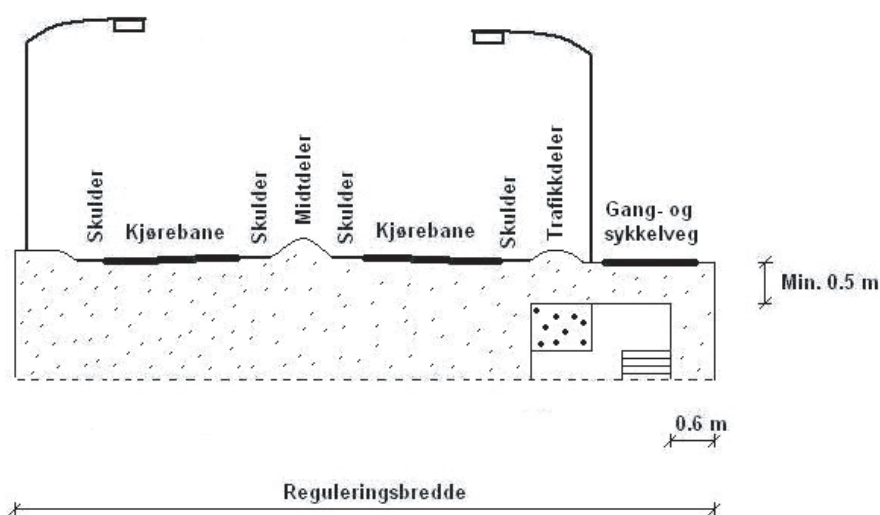 Skulder
Kjørebane
Skulder
Midtdeler
Skulder
Kjørebane
Skulder
Trafikkdeler
Gang- og
sykkelveg
Min. 0.5 m
0.6 m
Reguleringsbredde